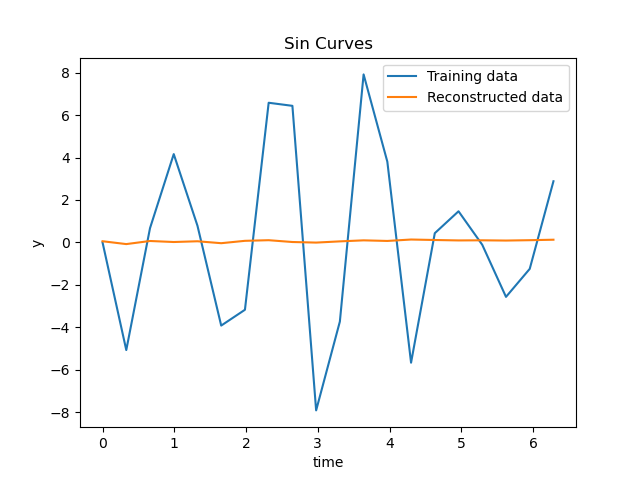 Sin Curves
Training data
Reconstructed data
8
6
4
2
0
−2
−4
−6
−8
y
0 1 2 3 4 5 6
time